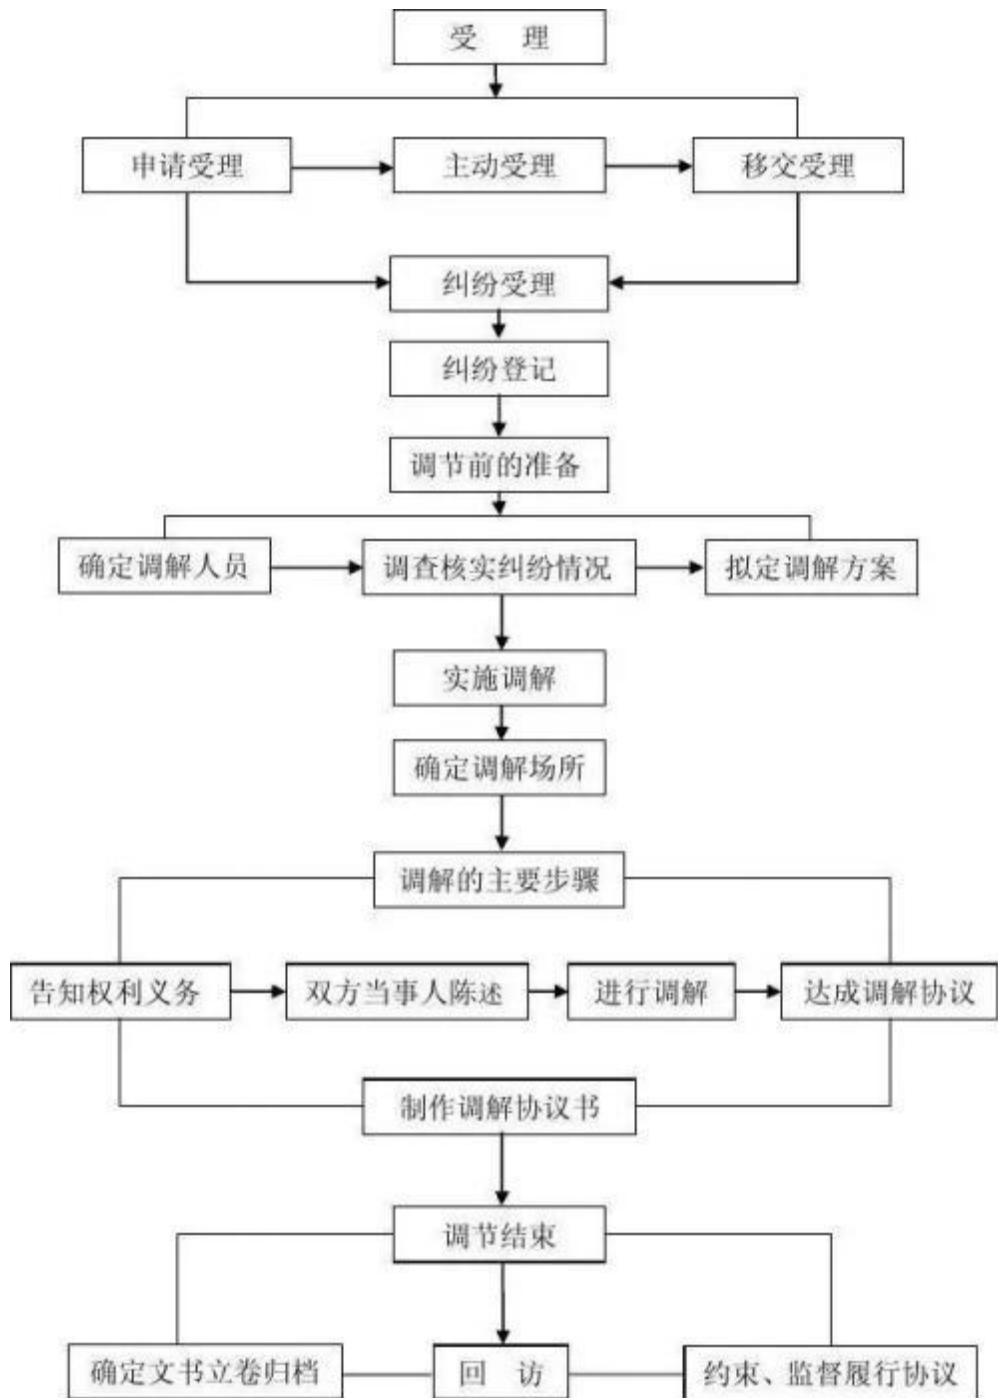 受 理
申请受理
主动受理
移交受理
纠纷受理
纠纷登记
调节前的准备
确定调解人员
调查核实纠纷情况
拟定调解方案
实施调解
确定调解场所
调解的主要步骤
告知权利义务
双方当事人陈述
进行调解
达成调解协议
制作调解协议书
调节结束
确定文书立卷归档
回 访
约束、监督履行协议